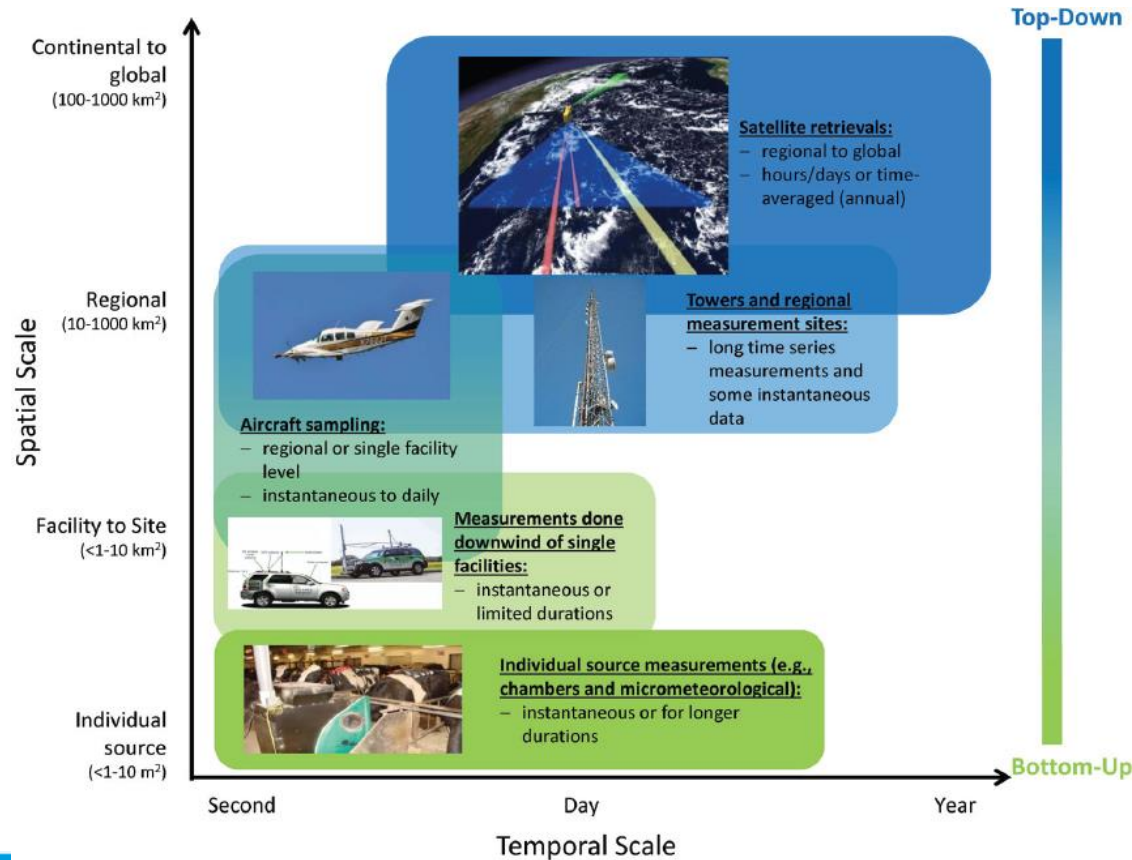 Top-Down
Continental to
global
(100-1000 km²)
Satellite retrievals:
– regional to global
– hours/days or time-
averaged (annual)
Regional
(10-1000 km²)
Towers and regional
measurement sites:
– long time series
measurements and
some instantaneous
data
Spatial Scale
Aircraft sampling:
– regional or single facility
level
– instantaneous to daily
Facility to Site
(<1-10 km²)
Measurements done
downwind of single
facilities:
– instantaneous or
limited durations
Individual source measurements (e.g.,
chambers and micrometeorological):
– instantaneous or for longer
durations
Individual
source
(<1-10 m²)
Bottom-Up
Second
Day
Year
Temporal Scale